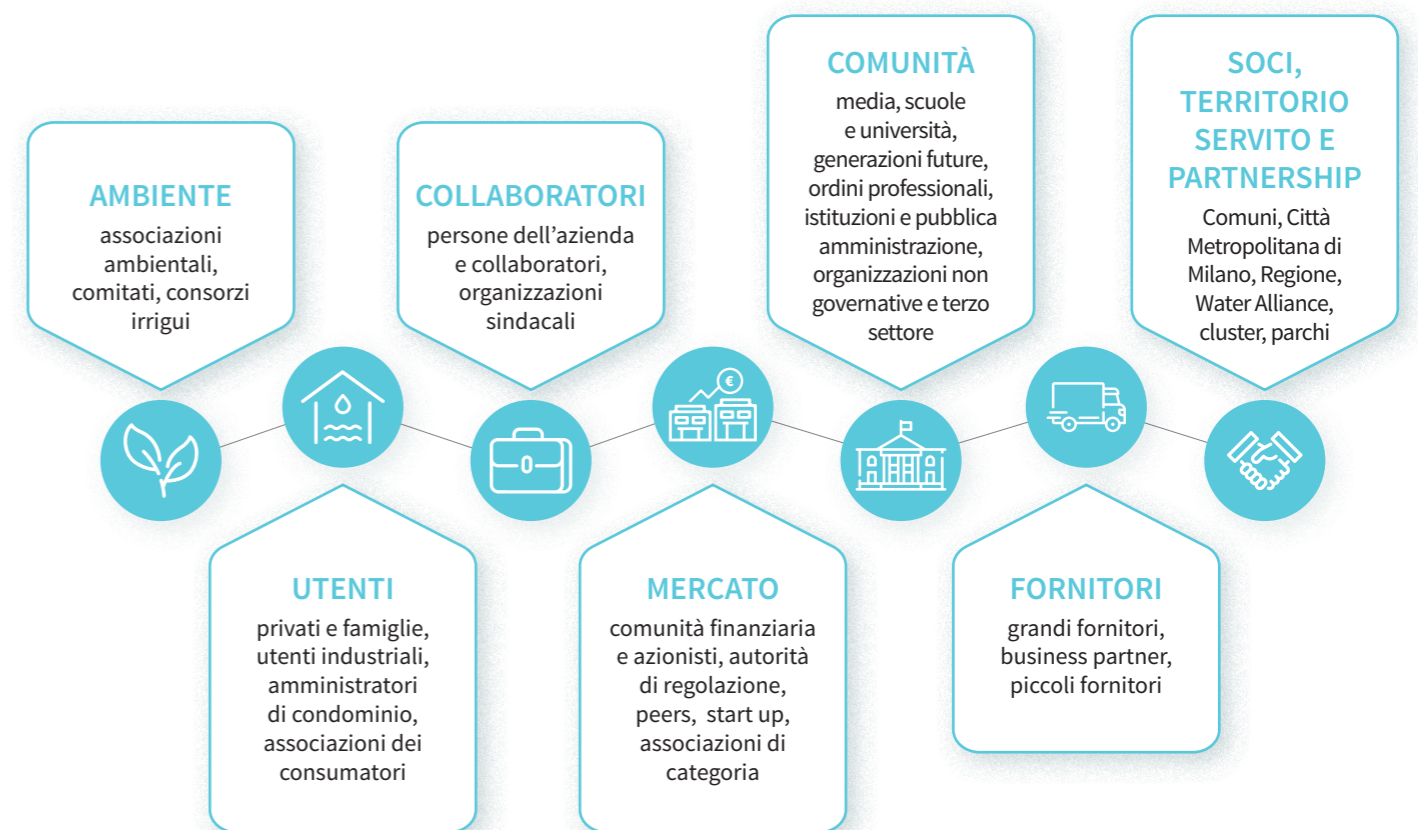 AMBIENTE
associazioni
ambientali,
comitati, consorzi
irrigui
COLLABORATORI
persone dell’azienda
e collaboratori,
organizzazioni
sindacali
COMUNITÀ
media, scuole
e università,
generazioni future,
ordini professionali,
istituzioni e pubblica
amministrazione,
organizzazioni non
governative e terzo
settore
SOCI,
TERRITORIO
SERVITO E
PARTNERSHIP
Comuni, Città
Metropolitana di
Milano, Regione,
Water Alliance,
cluster, parchi
€
UTENTI
privati e famiglie,
utenti industriali,
amministratori
di condominio,
associazioni dei
consumatori
MERCATO
comunità finanziaria
e azionisti, autorità
di regolazione,
peers, start up,
associazioni di
categoria
FORNITORI
grandi fornitori,
business partner,
piccoli fornitori